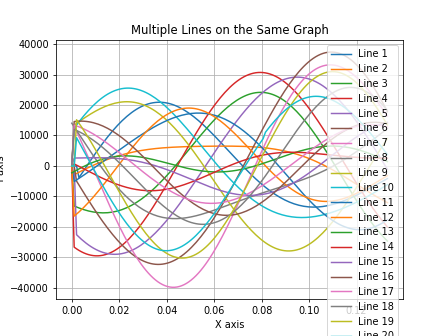 Multiple Lines on the Same Graph
40000
30000
20000
10000
0
−10000
−20000
−30000
−40000
0.00
0.02
0.04
0.06
0.08
0.10
X axis
Line 1
Line 2
Line 3
Line 4
Line 5
Line 6
Line 7
Line 8
Line 9
Line 10
Line 11
Line 12
Line 13
Line 14
Line 15
Line 16
Line 17
Line 18
Line 19
Line 20